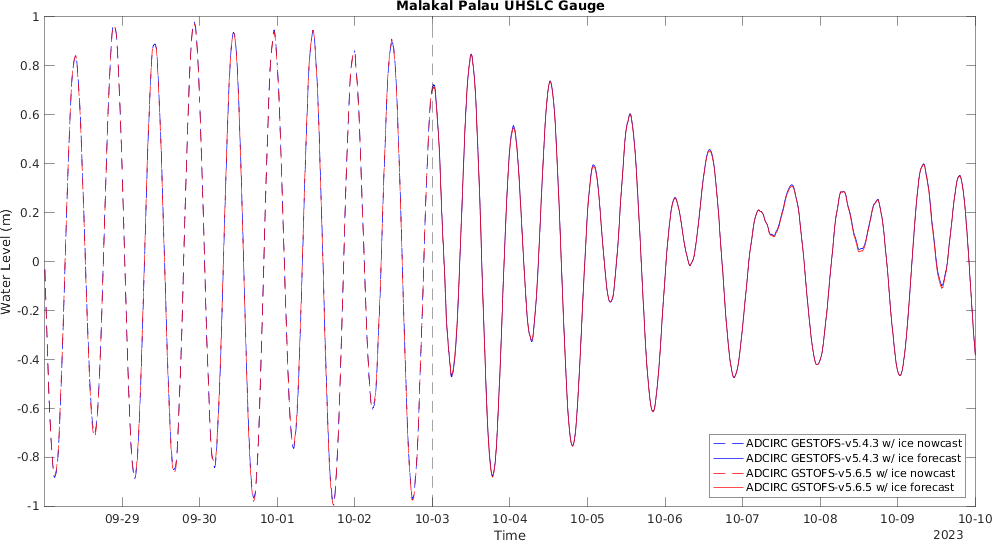 Malakal Palau UHSLC Gauge
1
0.8
0.6
0.4
0.2
0
-0.2
-0.4
-0.6
-0.8
-1
Water Level (m)
09-29 09-30 10-01 10-02 10-03 10-04 10-05 10-06 10-07 10-08 10-09 10-10
Time
2023
ADCIRC GESTOFS-v5.4.3 w/ ice nowcast
ADCIRC GESTOFS-v5.4.3 w/ ice forecast
ADCIRC GSTOFS-v5.6.5 w/ ice nowcast
ADCIRC GSTOFS-v5.6.5 w/ ice forecast